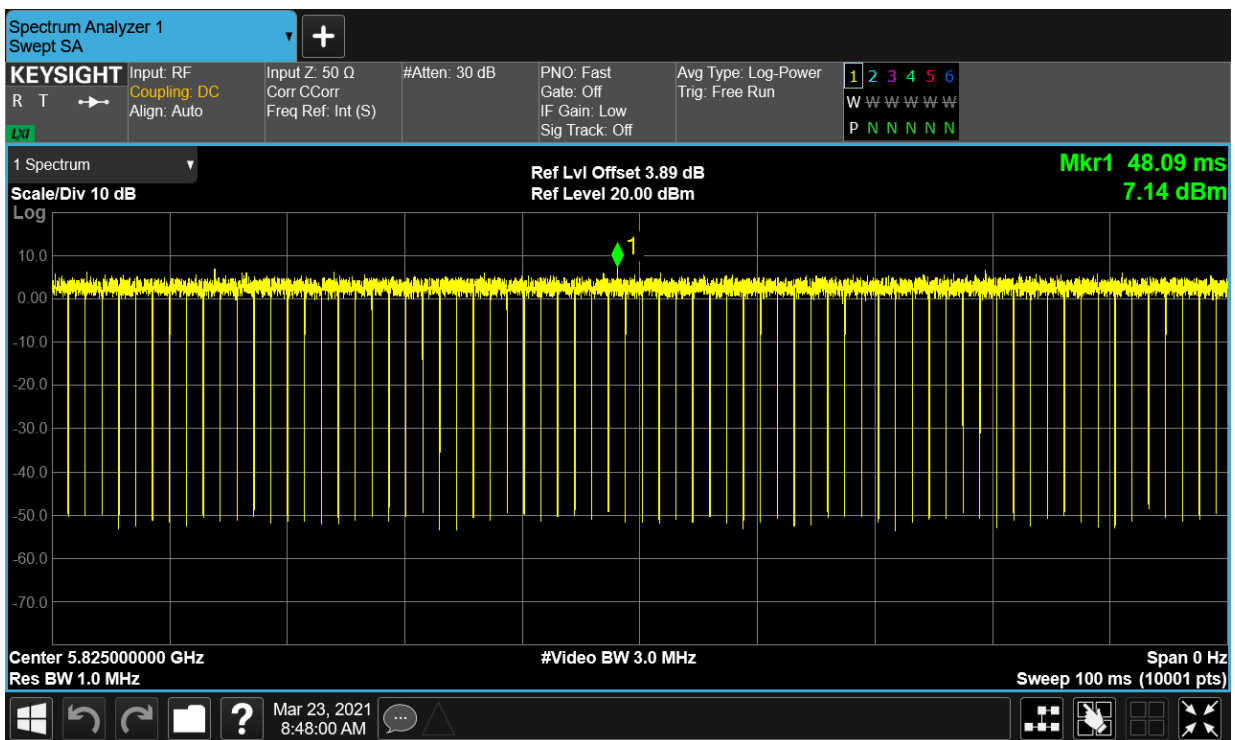 Spectrum Analyzer 1
Swept SA
▼
+
KEYSIGHT
R T
LXI
Input: RF
Coupling: DC
Align: Auto
Input Z: 50 Ω
Corr CCorr
Freq Ref: Int (S)
#Atten: 30 dB
PNO: Fast
Gate: Off
IF Gain: Low
Sig Track: Off
Avg Type: Log-Power
Trig: Free Run
1 2 3 4 5 6
W W W W W W
P N N N N N
1 Spectrum ▼
Scale/Div 10 dB
Ref Lvl Offset 3.89 dB
Ref Level 20.00 dBm
Mkr1 48.09 ms
7.14 dBm
Log
1
10.0
0.00
-10.0
-20.0
-30.0
-40.0
-50.0
-60.0
-70.0
Center 5.825000000 GHz
Res BW 1.0 MHz
#Video BW 3.0 MHz
Span 0 Hz
Sweep 100 ms (10001 pts)
?
Mar 23, 2021
8:48:00 AM